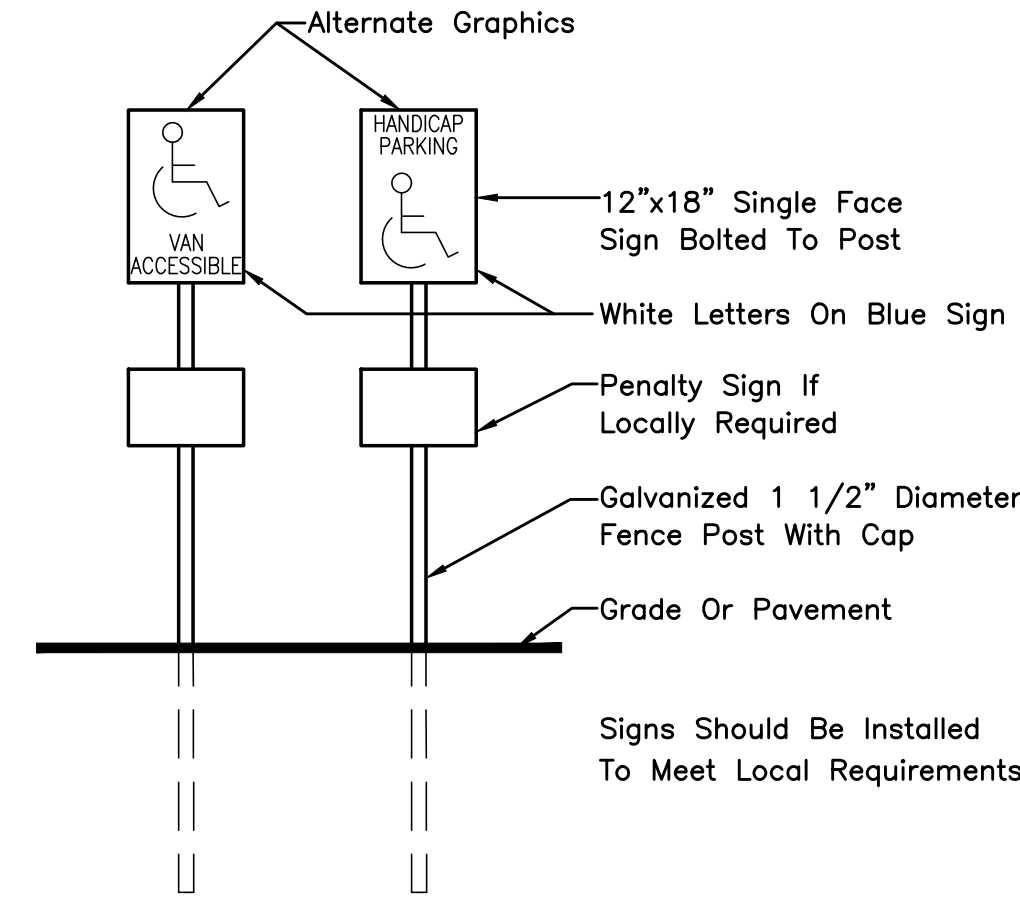 Alternate Graphics
HANDICAP
PARKING
VAN
ACCESSIBLE
12”x18” Single Face
Sign Bolted To Post
White Letters On Blue Sign
Penalty Sign If
Locally Required
Galvanized 1 1/2” Diameter
Fence Post With Cap
Grade Or Pavement
Signs Should Be Installed
To Meet Local Requirements